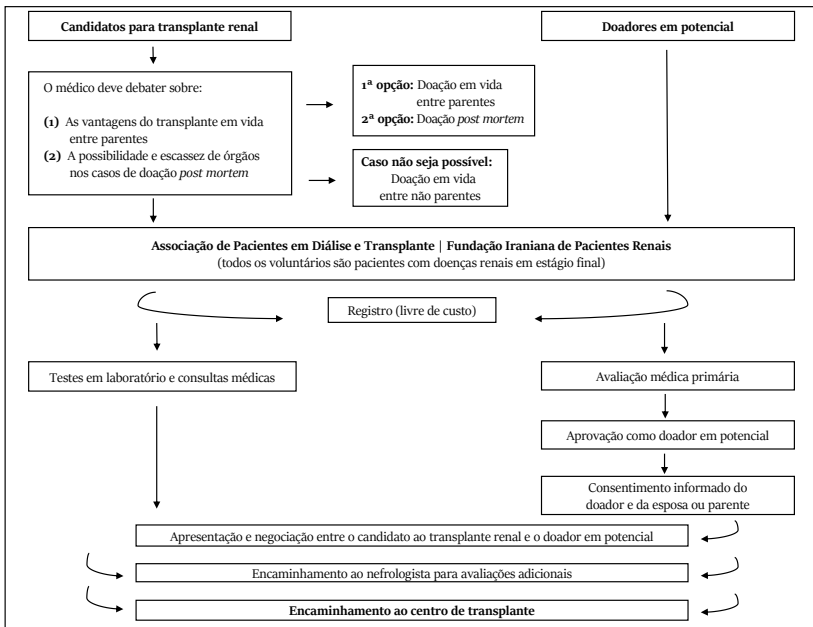 Candidatos para transplante renal
Doadores em potencial
O médico deve debater sobre:
(1) As vantagens do transplante em vida
entre parentes
(2) A possibilidade e escassez de órgãos
nos casos de doação post mortem
1ª opção: Doação em vida
entre parentes
2ª opção: Doação post mortem
Caso não seja possível:
Doação em vida
entre não parentes
Associação de Pacientes em Diálise e Transplante | Fundação Iraniana de Pacientes Renais
(todos os voluntários são pacientes com doenças renais em estágio final)
Registro (livre de custo)
Testes em laboratório e consultas médicas
Avaliação médica primária
Aprovação como doador em potencial
Consentimento informado do
doador e da esposa ou parente
Apresentação e negociação entre o candidato ao transplante renal e o doador em potencial
Encaminhamento ao nefrologista para avaliações adicionais
Encaminhamento ao centro de transplante